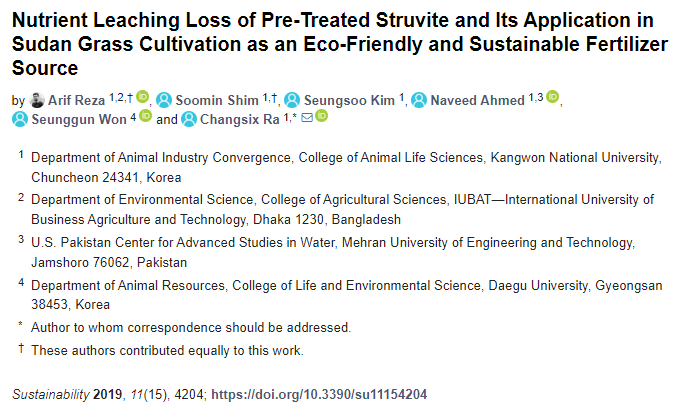 Nutrient Leaching Loss of Pre-Treated Struvite and Its Application in
Sudan Grass Cultivation as an Eco-Friendly and Sustainable Fertilizer
Source
by Arif Reza 1,2,† iD, Soomin Shim 1,†, Seungsoo Kim 1, Naveed Ahmed 1,3 iD,
Seunggun Won 4 iD and Changsix Ra 1,* iD
1 Department of Animal Industry Convergence, College of Animal Life Sciences, Kangwon National University,
Chuncheon 24341, Korea
2 Department of Environmental Science, College of Agricultural Sciences, IUBAT—International University of
Business Agriculture and Technology, Dhaka 1230, Bangladesh
3 U.S. Pakistan Center for Advanced Studies in Water, Mehran University of Engineering and Technology,
Jamshoro 76062, Pakistan
4 Department of Animal Resources, College of Life and Environmental Science, Daegu University, Gyeongsan
38453, Korea
* Author to whom correspondence should be addressed.
† These authors contributed equally to this work.
Sustainability 2019, 11(15), 4204; https://doi.org/10.3390/su11154204